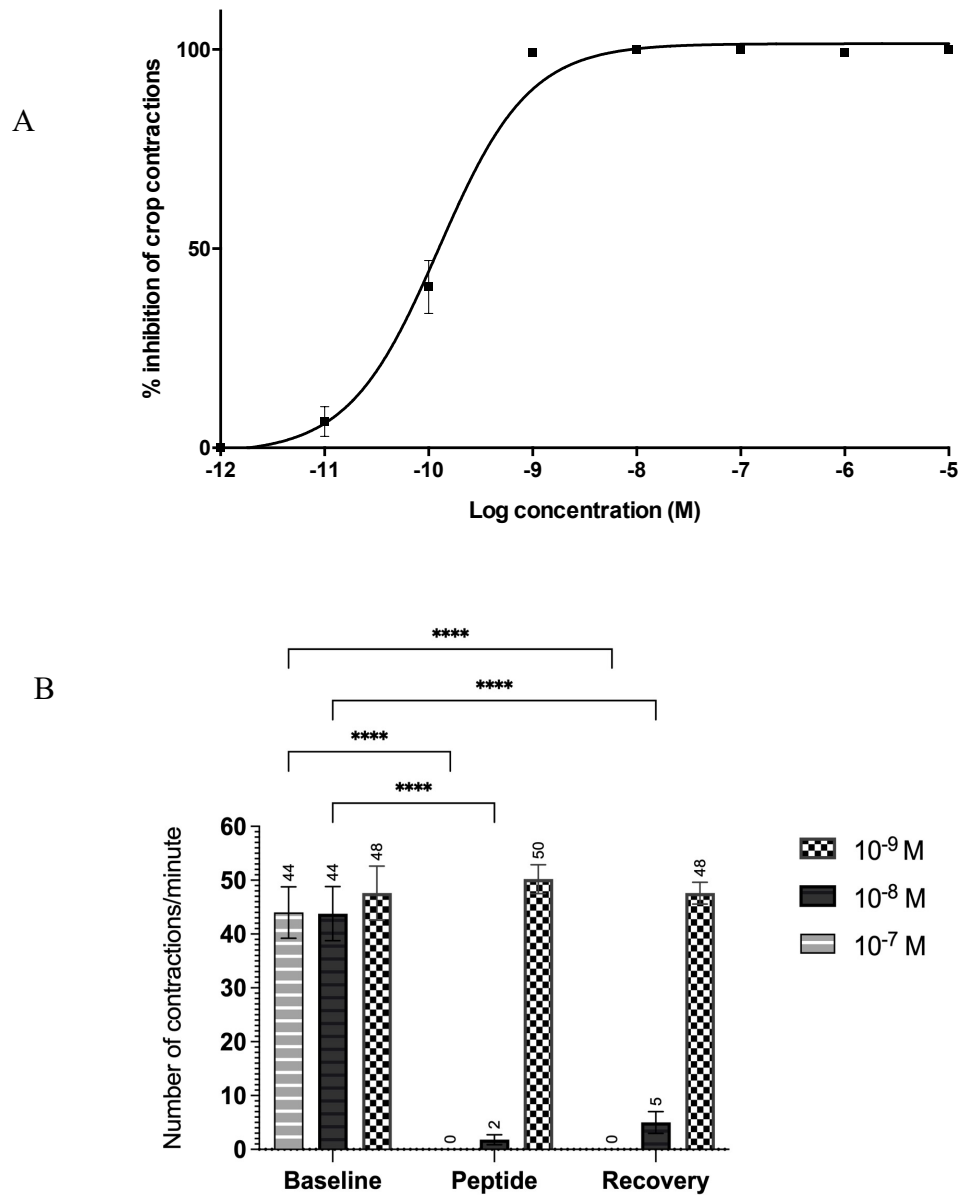 A
% inhibition of crop contractions
100
50
0
-12 -11 -10 -9 -8 -7 -6 -5
Log concentration (M)
B
****
****
****
****
Number of contractions/minute
60
50
40
30
20
10
0
44 44 48
0 2 50
0 5 48
Baseline Peptide Recovery
10⁻⁹ M
10⁻⁸ M
10⁻⁷ M